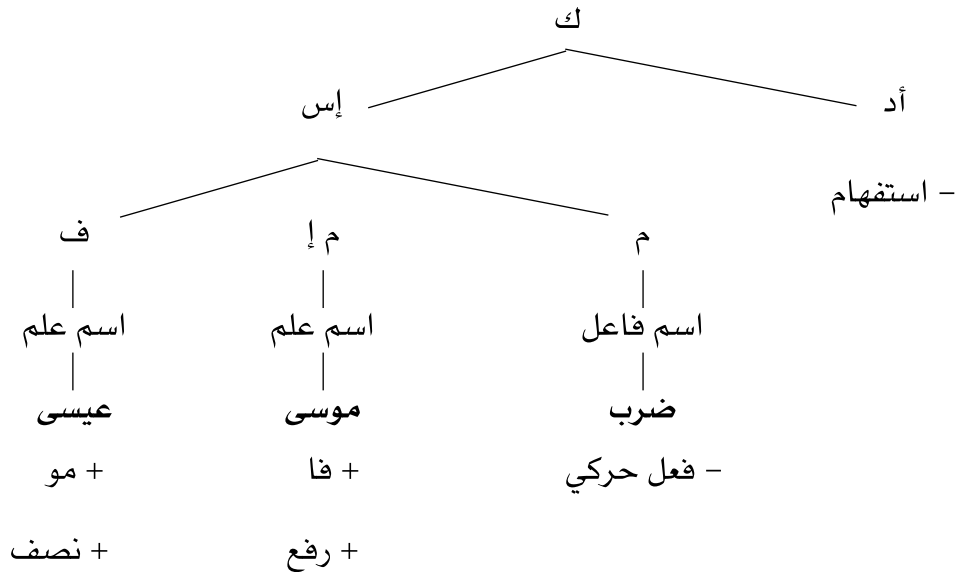 ك
أد إس
– استفهام
م م إ ف
اسم فاعل اسم علم اسم علم
ضرب موسى عيسى
– فعل حركي + فا + مو
+ رفع + نصف